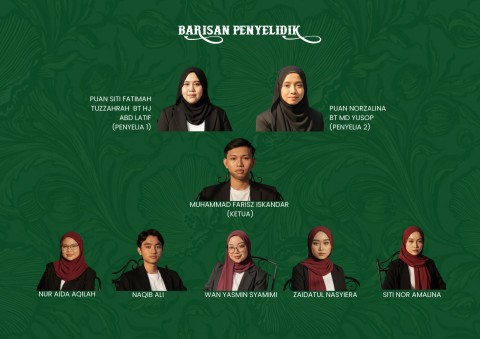 BARISAN PENYELIDIK
PUAN SITI FATIMAH
TUZZAHRAH BT HJ
ABD LATIF
(PENYELIA 1)
PUAN NORZALINA
BT MD YUSOP
(PENYELIA 2)
MUHAMMAD FARISZ ISKANDAR
(KETUA)
NUR AIDA AQILAH
NAQIB ALI
WAN YASMIN SYAMIMI
ZAIDATUL NASYIERA
SITI NOR AMALINA